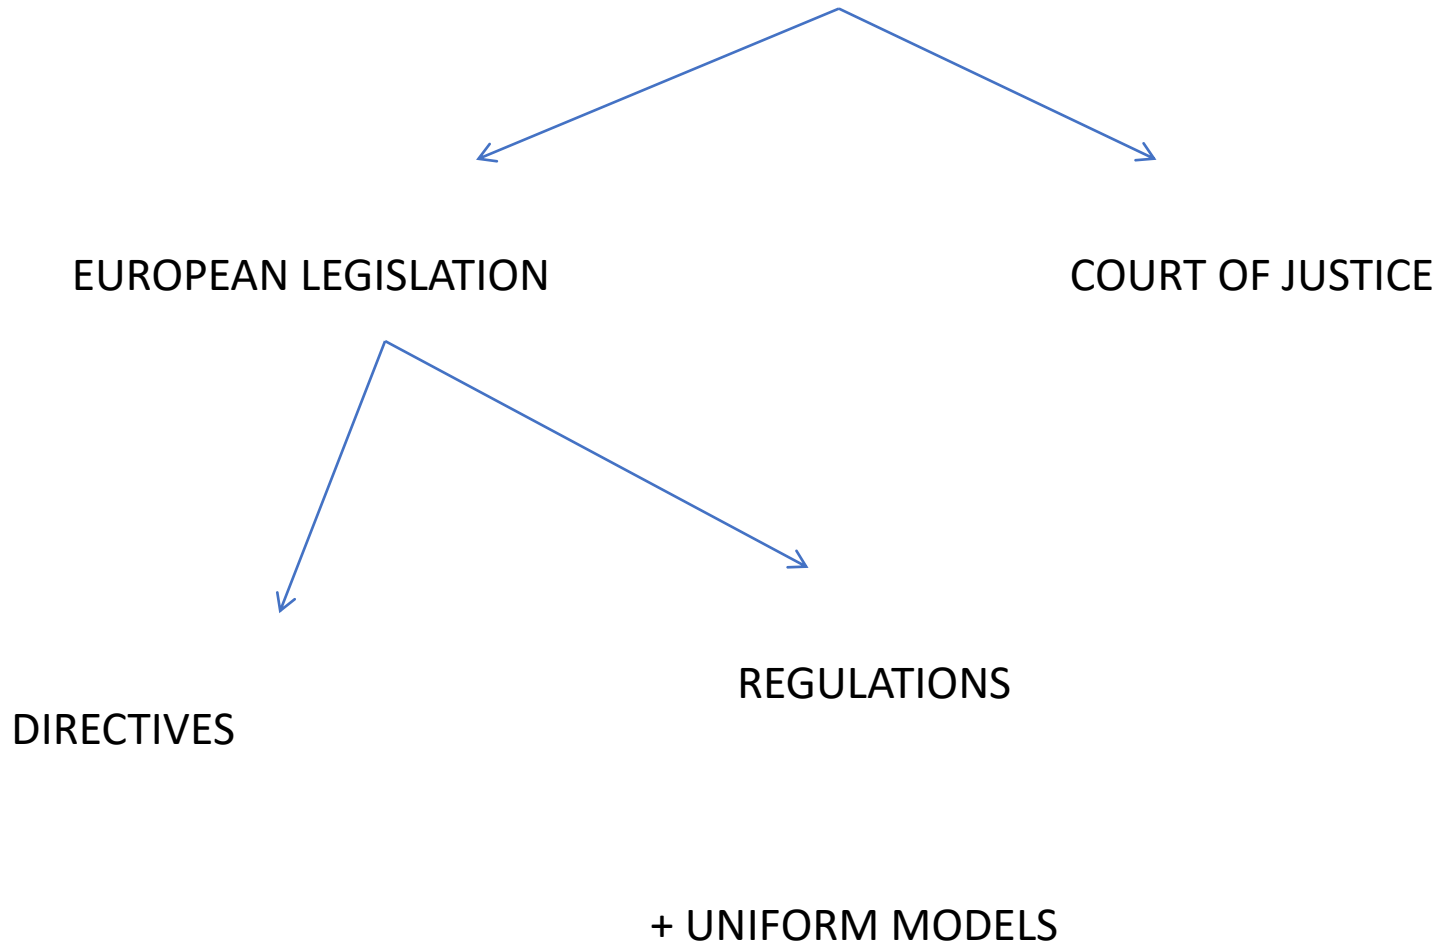 EUROPEAN LEGISLATION
COURT OF JUSTICE
REGULATIONS
DIRECTIVES
+ UNIFORM MODELS